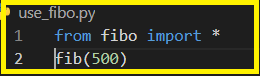 use_fibo.py
1 from fibo import *
2 fib(500)